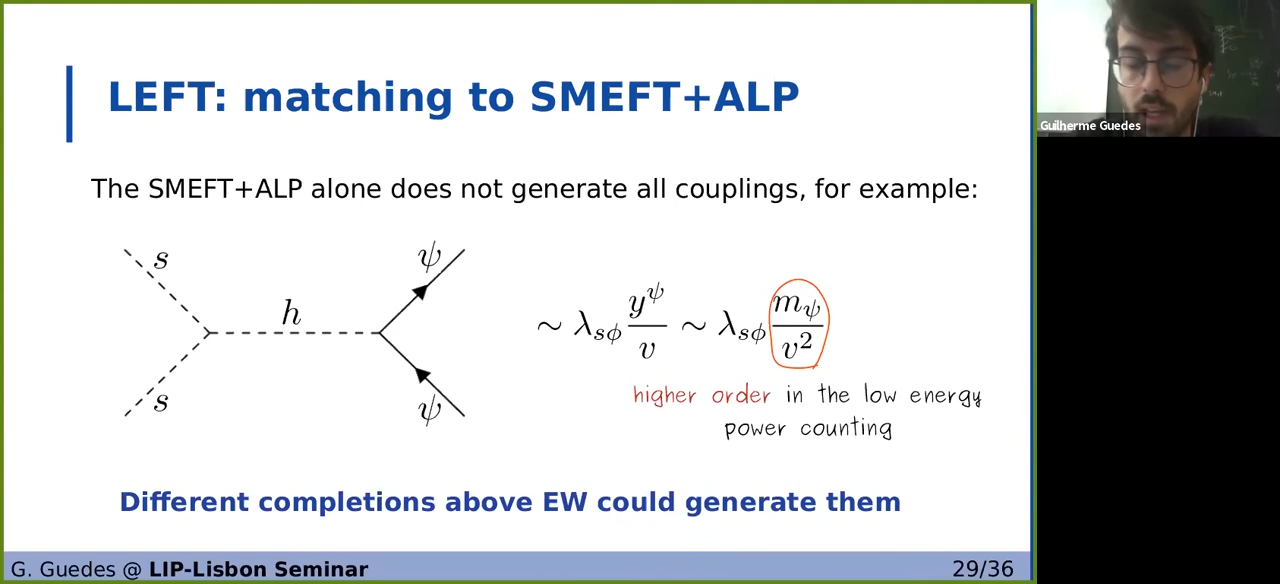 LEFT: matching to SMEFT+ALP
The SMEFT+ALP alone does not generate all couplings, for example:
s
h
ψ
s
ψ
∼ λ_{sϕ} y^ψ / v ∼ λ_{sϕ} m_ψ / v²
higher order in the low energy
power counting
Different completions above EW could generate them
G. Guedes @ LIP-Lisbon Seminar
29/36
Guilherme Guedes